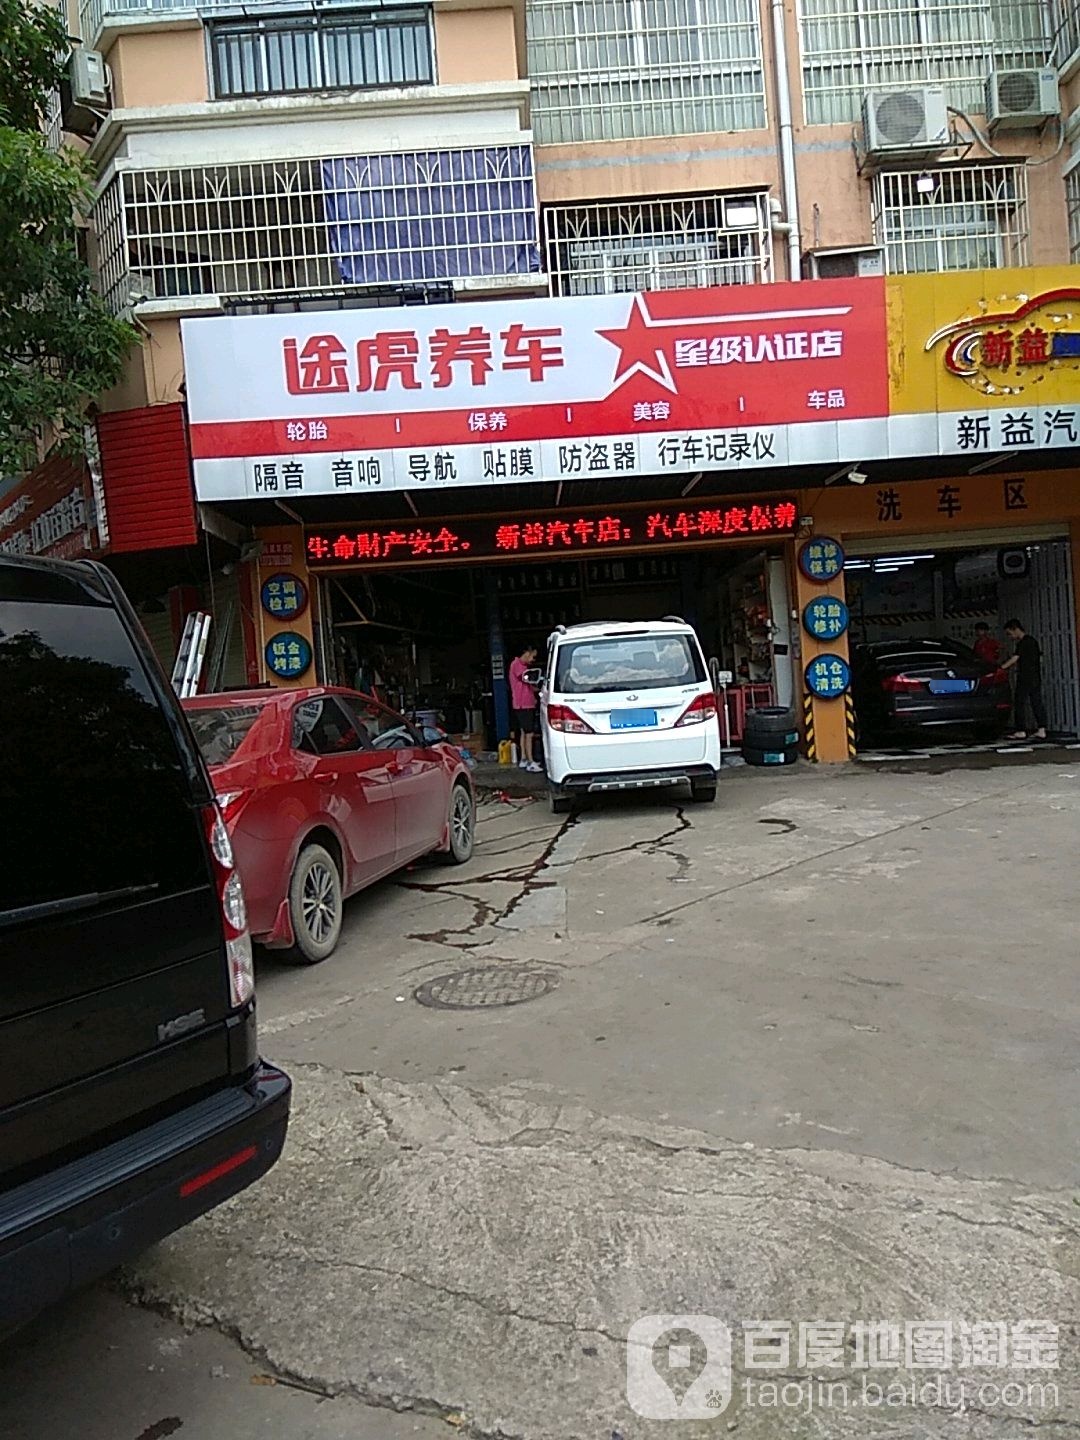 途虎养车 星级认证店
轮胎 | 保养 | 美容 | 车品
隔音 音响 导航 贴膜 防盗器 行车记录仪
新益
新益汽
生命财产安全。 新益汽车店：汽车深度保养
洗车区
空调
检测
钣金
烤漆
维修
保养
轮胎
修补
机仓
清洗
HSE
百度地图淘金
taojin.baidu.com